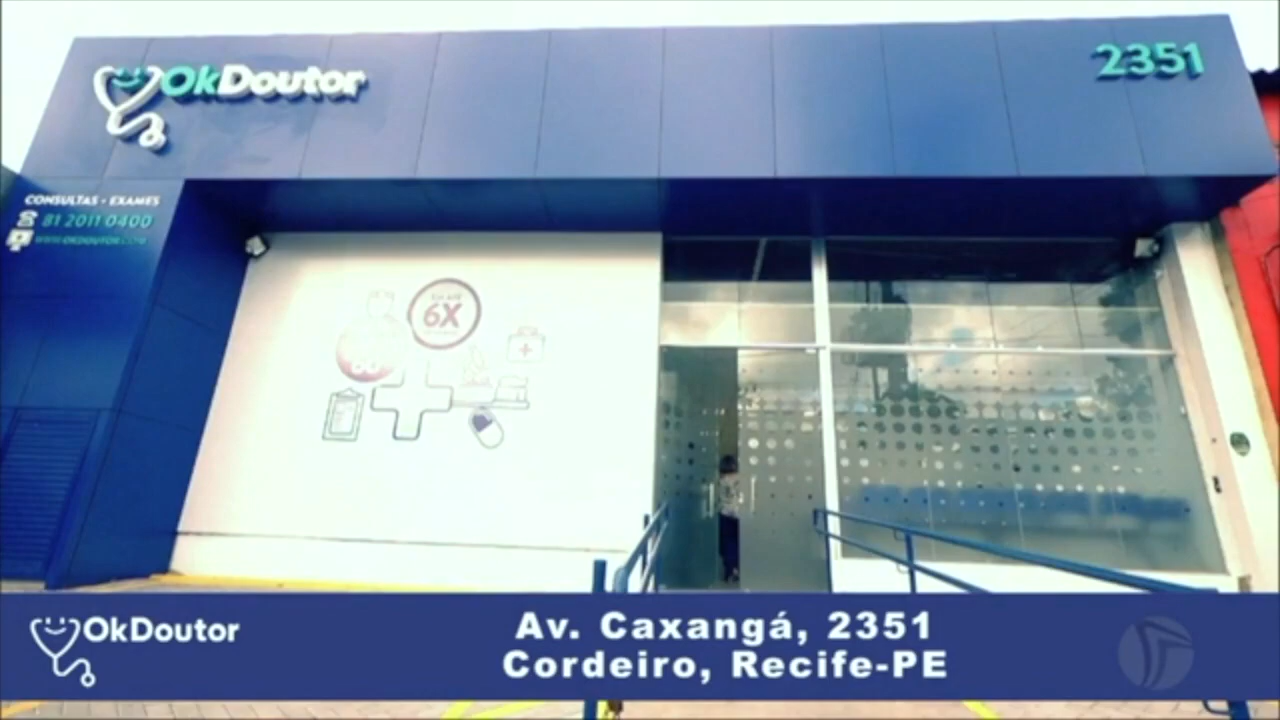 OkDoutor
2351
CONSULTAS - EXAMES
81 2011 0400
www.okdoutor.com
6X
OkDoutor
Av. Caxangá, 2351
Cordeiro, Recife-PE